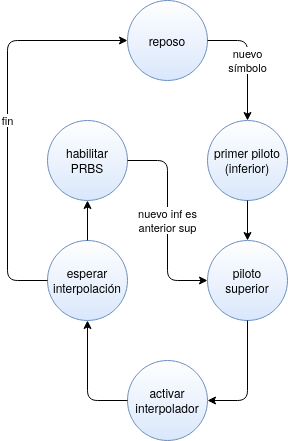 reposo
nuevo
símbolo
fin
habilitar
PRBS
primer piloto
(inferior)
nuevo inf es
anterior sup
esperar
interpolación
piloto
superior
activar
interpolador